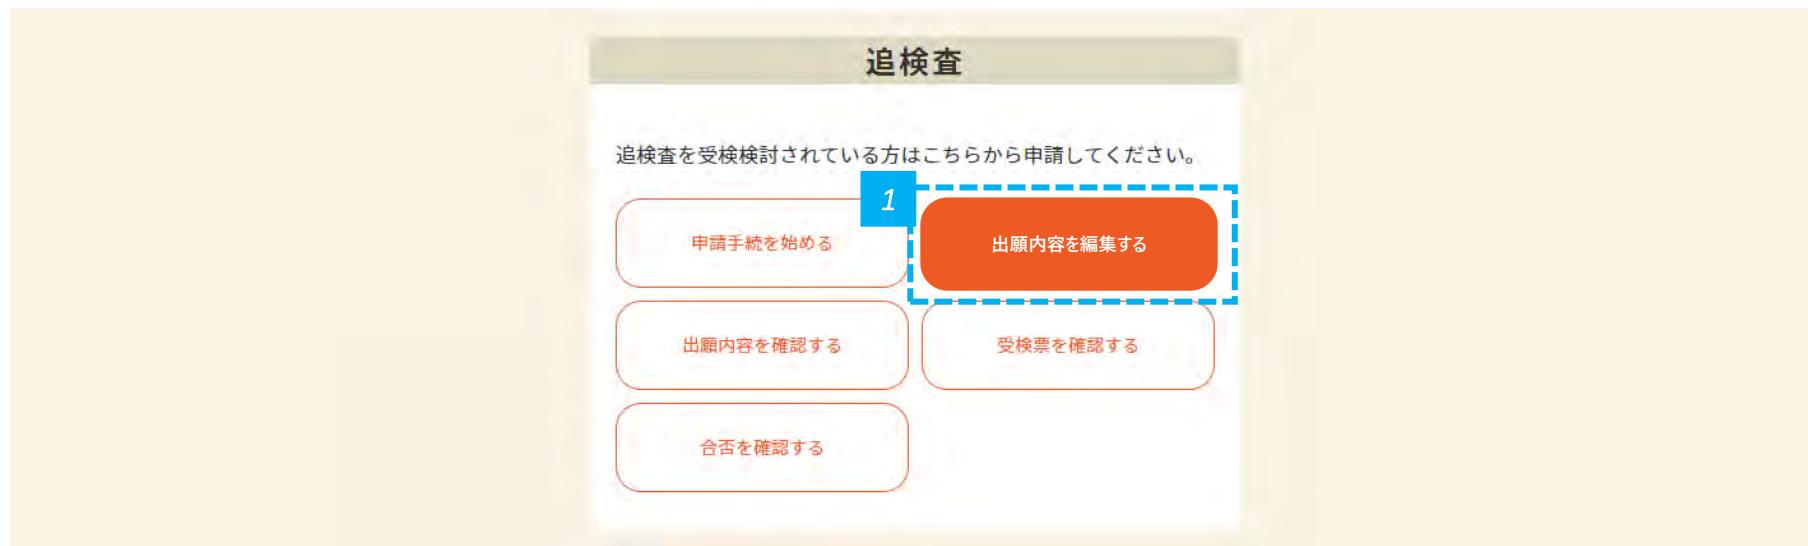 追検査
追検査を受検検討されている方はこちらから申請してください。
1
申請手続を始める
出願内容を編集する
出願内容を確認する
受検票を確認する
合否を確認する